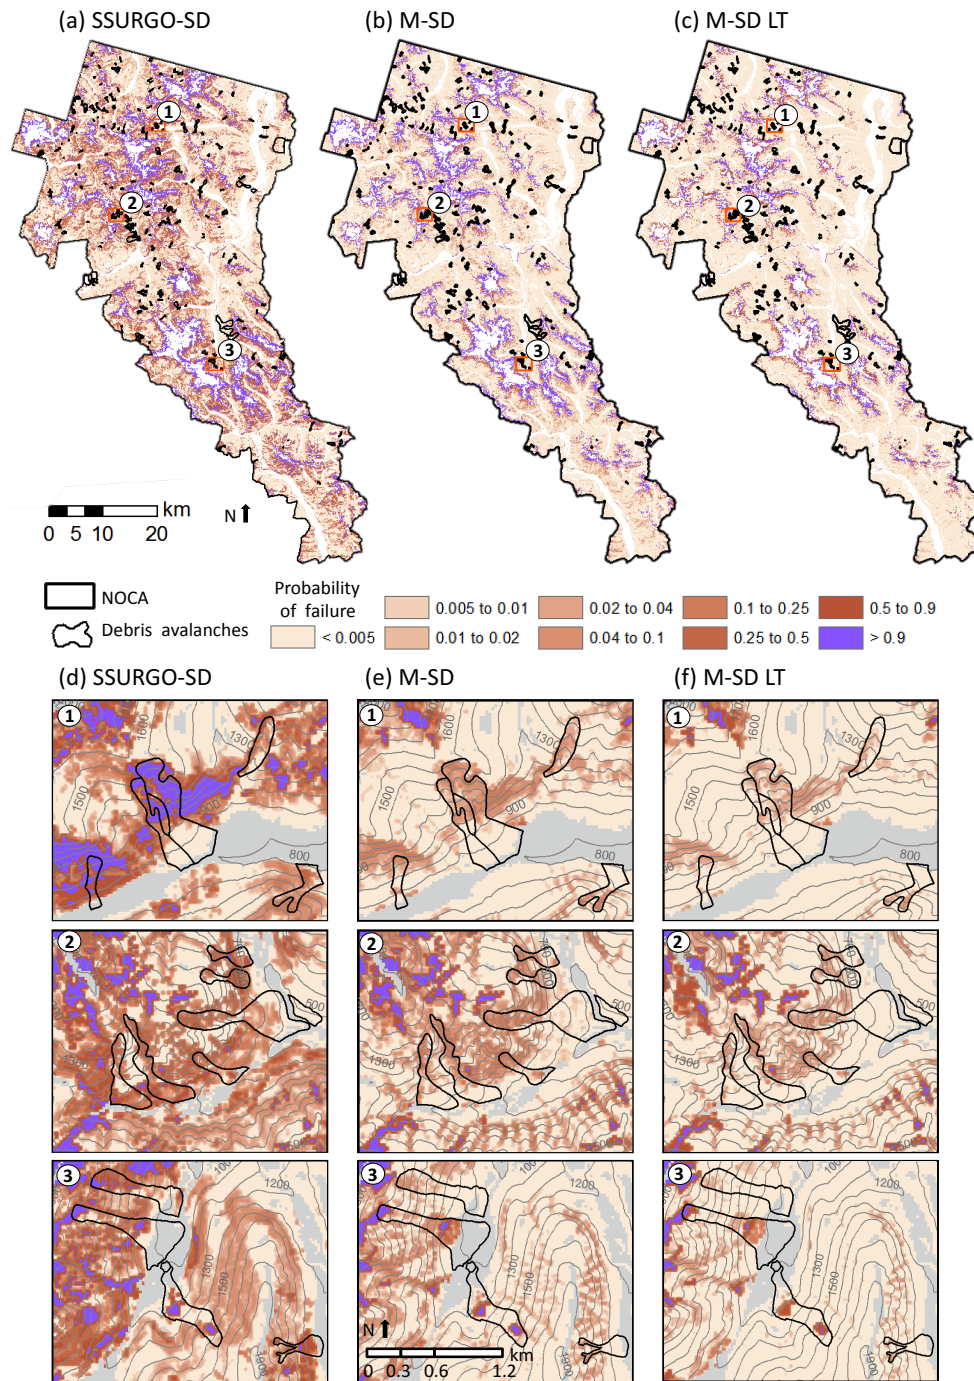 (a) SSURGO-SD
(b) M-SD
(c) M-SD LT
1
1
1
2
2
2
3
3
3
km
0 5 10 20
N
NOCA
Debris avalanches
Probability
of failure
< 0.005
0.005 to 0.01
0.01 to 0.02
0.02 to 0.04
0.04 to 0.1
0.1 to 0.25
0.25 to 0.5
0.5 to 0.9
> 0.9
(d) SSURGO-SD
(e) M-SD
(f) M-SD LT
1
1600
1300
1500
900
800
1
1600
1300
1500
900
800
1
1600
1300
1500
900
800
2
500
1300
1500
2
500
1300
2
500
1300
3
1200
1300
1500
1900
3
1200
1300
1500
N
km
0 0.3 0.6 1.2
3
1200
1300
1500
1900